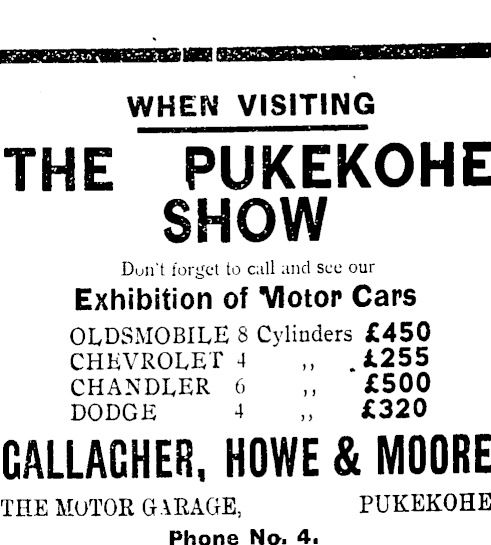 WHEN VISITING
THE PUKEKOHE
SHOW
Don't forget to call and see our
Exhibition of Motor Cars
OLDSMOBILE 8 Cylinders £450
CHEVROLET 4 ,, £255
CHANDLER 6 ,, £500
DODGE 4 ,, £320
GALLAGHER, HOWE & MOORE
THE MOTOR GARAGE, PUKEKOHE
Phone No. 4.